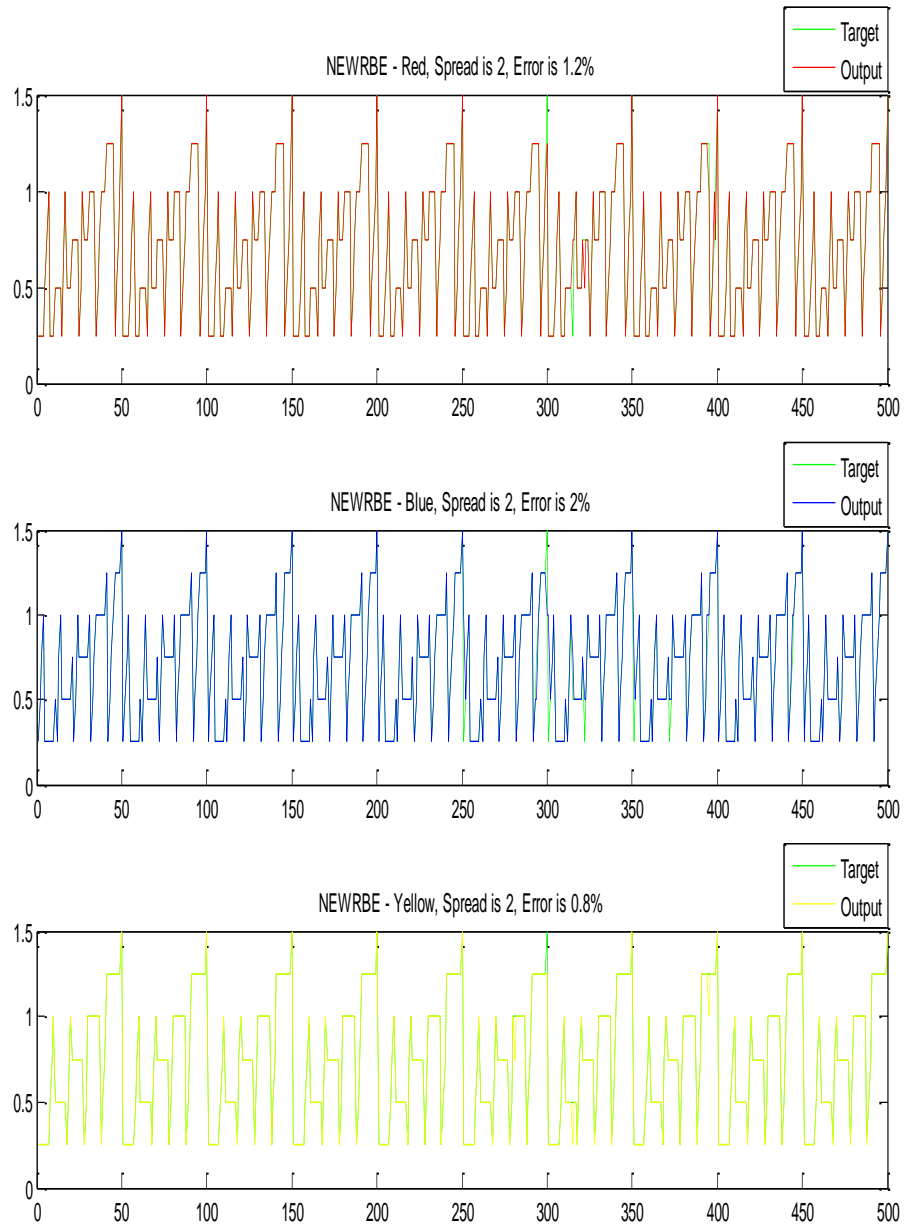 Target
Output
NEWRBE - Red, Spread is 2, Error is 1.2%
1.5
1
0.5
0
0 50 100 150 200 250 300 350 400 450 500
Target
Output
NEWRBE - Blue, Spread is 2, Error is 2%
1.5
1
0.5
0
0 50 100 150 200 250 300 350 400 450 500
Target
Output
NEWRBE - Yellow, Spread is 2, Error is 0.8%
1.5
1
0.5
0
0 50 100 150 200 250 300 350 400 450 500